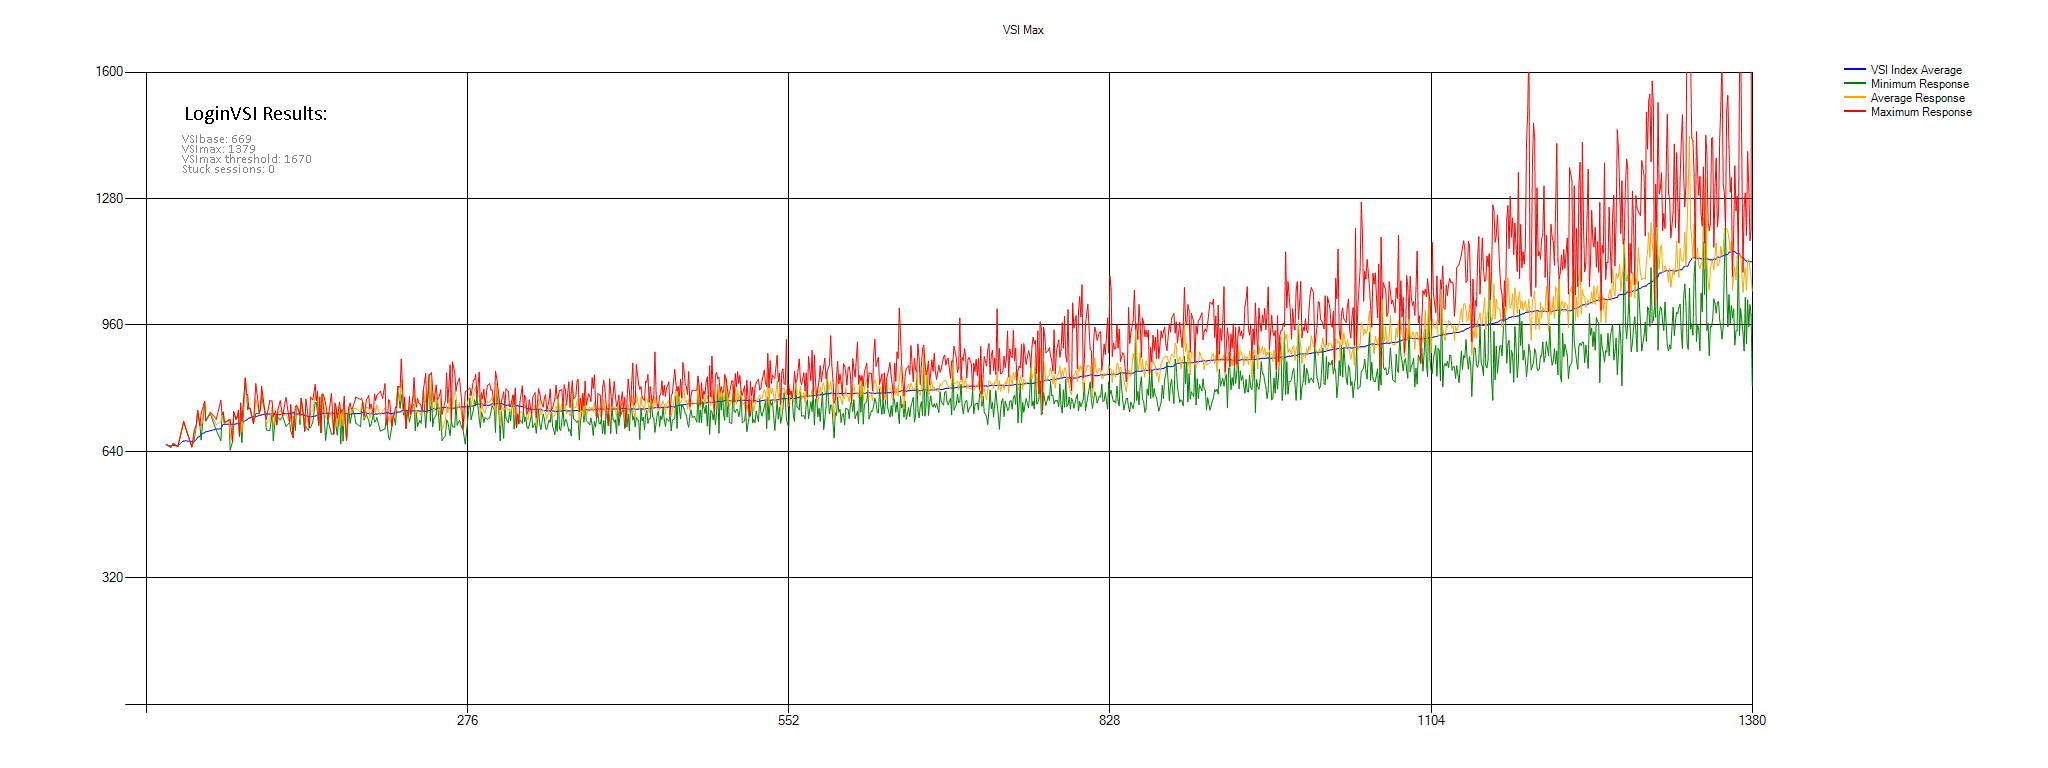 VSI Max
1600
1280
960
640
320
276
552
828
1104
1380
LoginVSI Results:
VSIbase: 669
VSImax: 1379
VSImax threshold: 1670
Stuck sessions: 0
VSI Index Average
Minimum Response
Average Response
Maximum Response